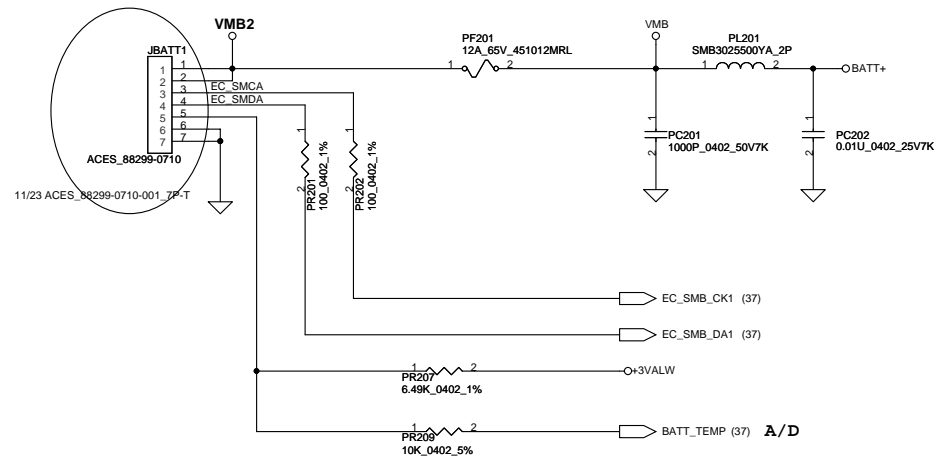 VMB2
JBATT1
1 1
2 2
3 3
4 4
5 5
6 6
7 7
EC_SMCA
EC_SMDA
ACES_88299-0710
11/23 ACES_88299-0710-001_7P-T
PF201
12A_65V_451012MRL
1 2
VMB
PL201
SMB3025500YA_2P
1 2
BATT+
1
PC201
1000P_0402_50V7K
2
1
PC202
0.01U_0402_25V7K
2
1
2
PR201
100_0402_1%
1
2
PR202
100_0402_1%
EC_SMB_CK1 (37)
EC_SMB_DA1 (37)
1 2
PR207
6.49K_0402_1%
+3VALW
1 2
PR209
10K_0402_5%
BATT_TEMP (37) A/D